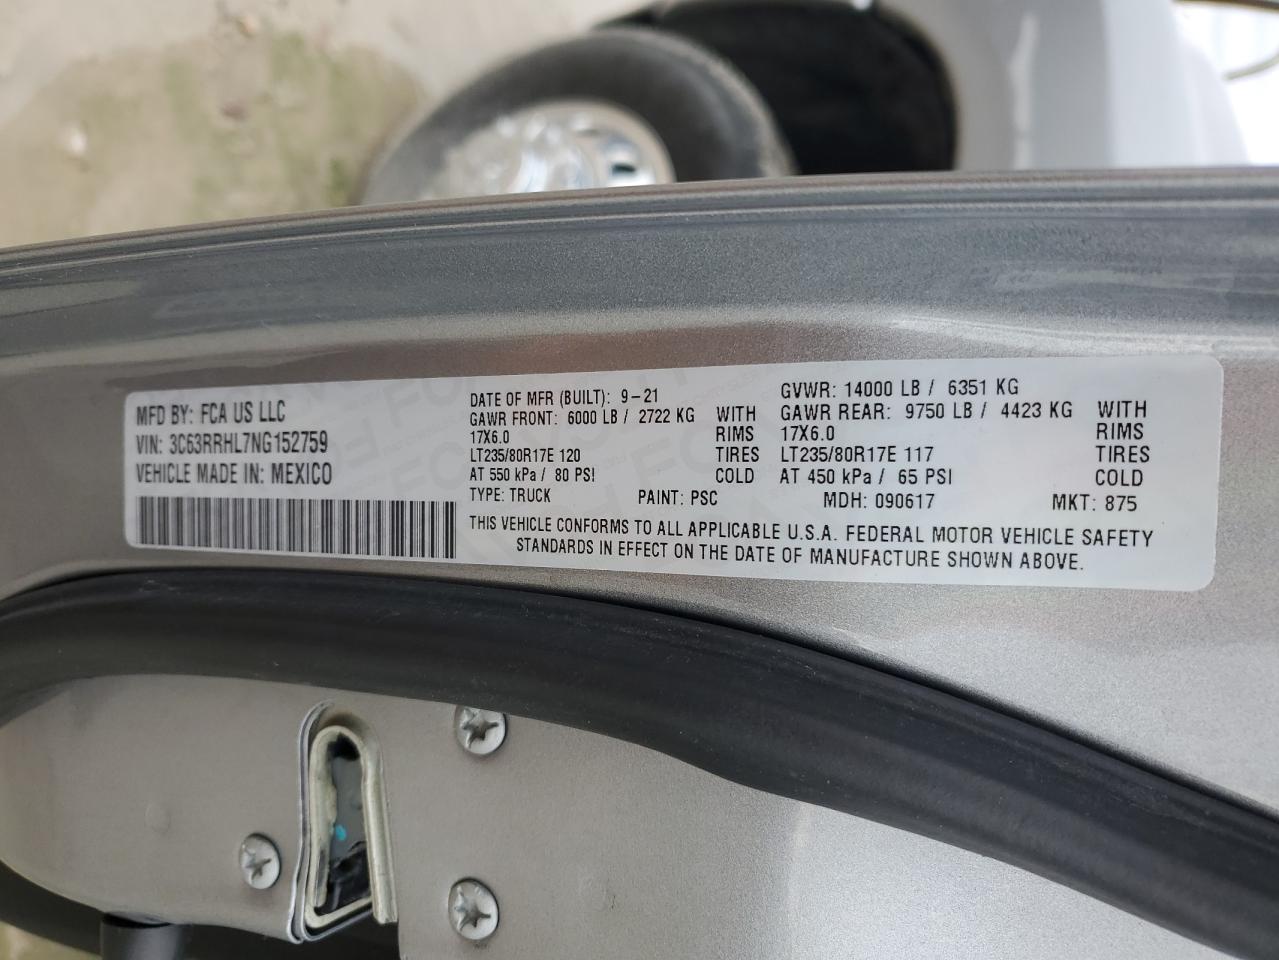 MFD BY: FCA US LLC
VIN: 3C63RRHL7NG152759
VEHICLE MADE IN: MEXICO
DATE OF MFR (BUILT): 9-21 GVWR: 14000 LB / 6351 KG
GAWR FRONT: 6000 LB / 2722 KG WITH GAWR REAR: 9750 LB / 4423 KG WITH
17X6.0 RIMS 17X6.0 RIMS
LT235/80R17E 120 TIRES LT235/80R17E 117 TIRES
AT 550 kPa / 80 PSI COLD AT 450 kPa / 65 PSI COLD
TYPE: TRUCK PAINT: PSC MDH: 090617 MKT: 875
THIS VEHICLE CONFORMS TO ALL APPLICABLE U.S.A. FEDERAL MOTOR VEHICLE SAFETY
STANDARDS IN EFFECT ON THE DATE OF MANUFACTURE SHOWN ABOVE.